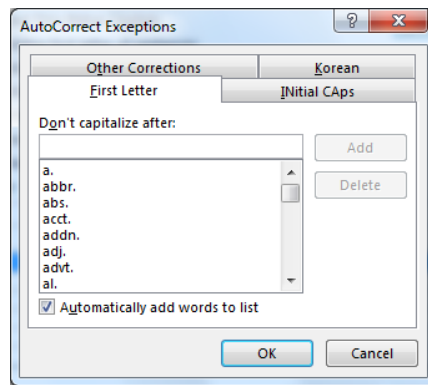 AutoCorrect Exceptions
?
Other Corrections
Korean
First Letter
INitial CAps
Don't capitalize after:
Add
a.
abbr.
abs.
acct.
addn.
adj.
advt.
al.
Delete
Automatically add words to list
OK
Cancel